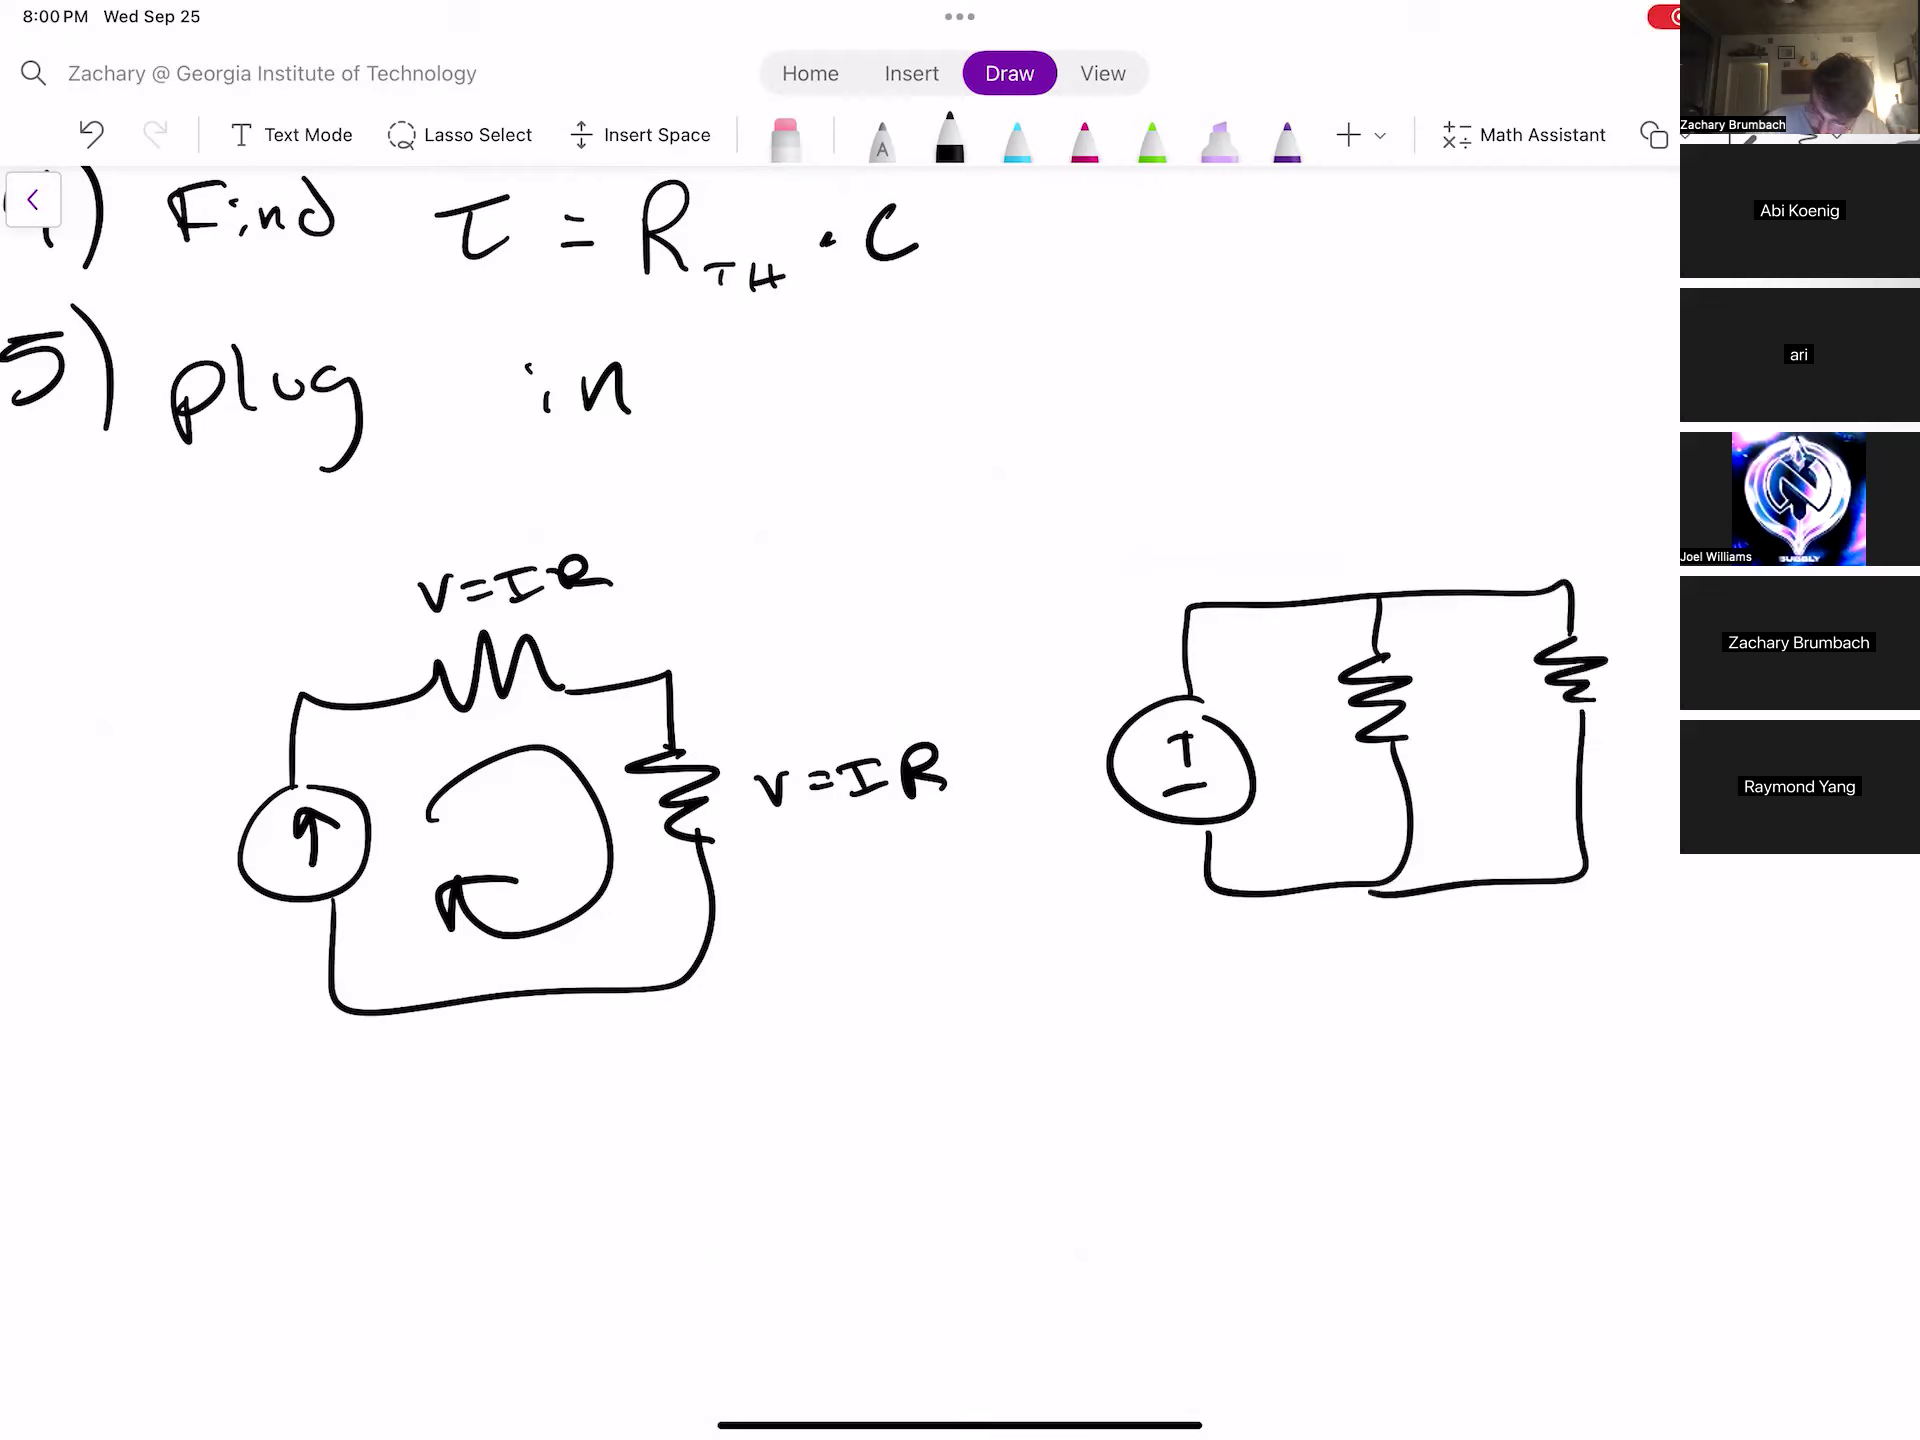 8:00 PM Wed Sep 25
Zachary @ Georgia Institute of Technology
Home Insert Draw View
Text Mode Lasso Select Insert Space Math Assistant
) Find τ = R_TH · C
5) plug in
V=IR
V=IR
Zachary Brumbach
Abi Koenig
ari
Joel Williams
Zachary Brumbach
Raymond Yang